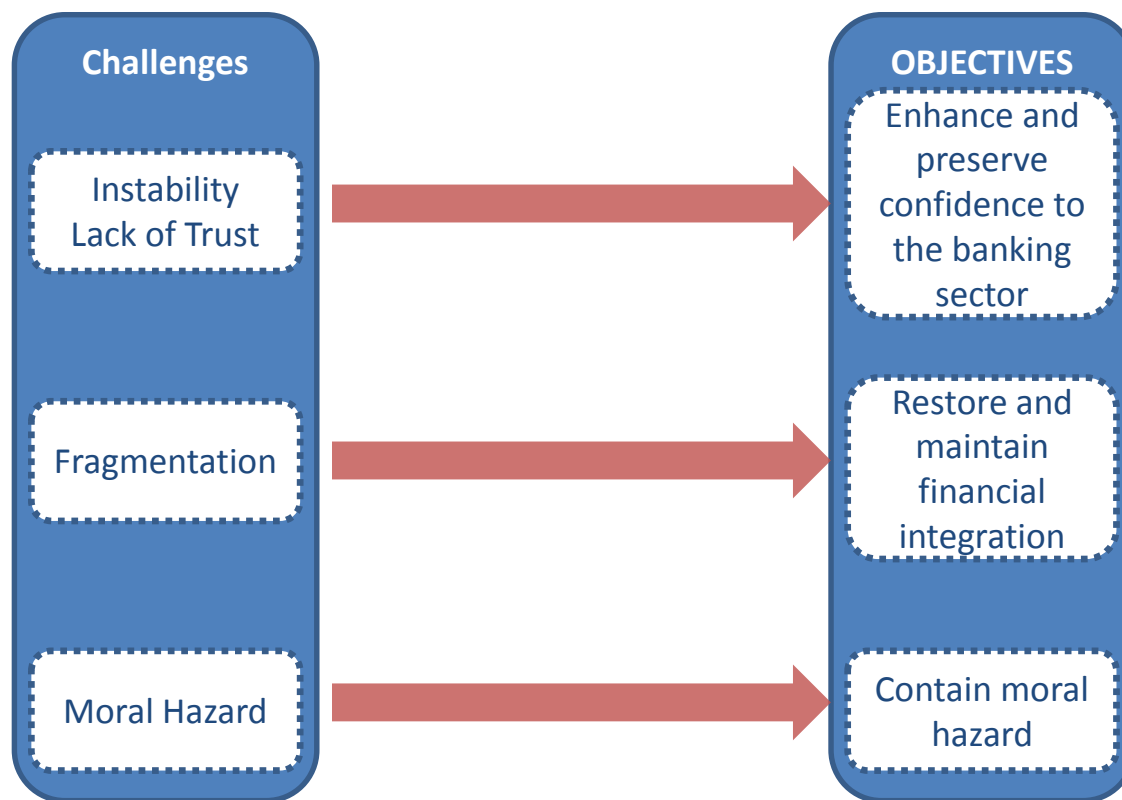 Challenges
Instability
Lack of Trust
Fragmentation
Moral Hazard
OBJECTIVES
Enhance and
preserve
confidence to
the banking
sector
Restore and
maintain
financial
integration
Contain moral
hazard